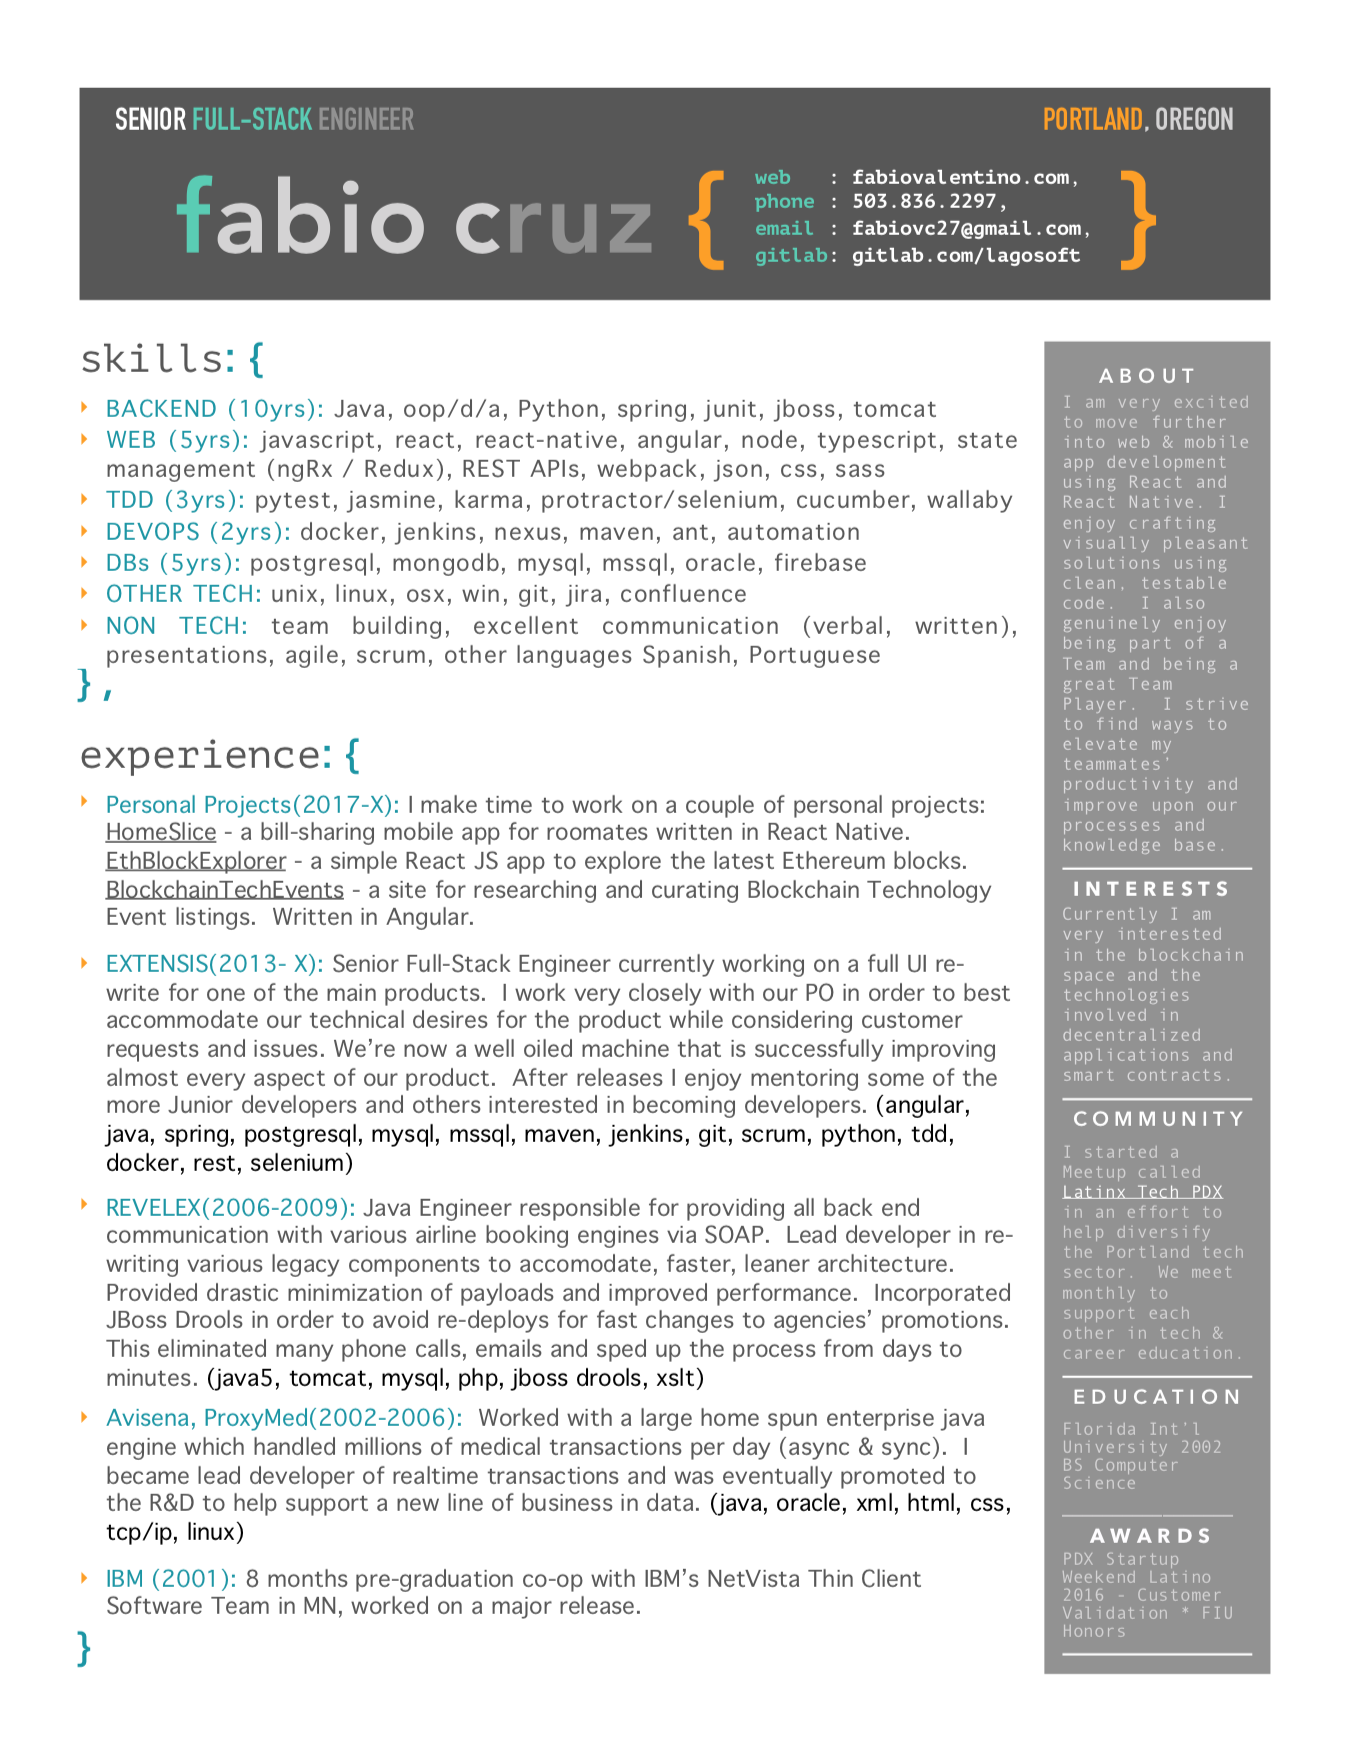 SENIOR FULL-STACK ENGINEER
PORTLAND, OREGON
fabio cruz
{
web : fabiovalentino.com,
phone : 503.836.2297,
email : fabiovc27@gmail.com,
gitlab: gitlab.com/lagosoft
}
skills: {
BACKEND (10yrs): Java, oop/d/a, Python, spring, junit, jboss, tomcat
WEB (5yrs): javascript, react, react-native, angular, node, typescript, state
management (ngRx / Redux), REST APIs, webpack, json, css, sass
TDD (3yrs): pytest, jasmine, karma, protractor/selenium, cucumber, wallaby
DEVOPS (2yrs): docker, jenkins, nexus, maven, ant, automation
DBs (5yrs): postgresql, mongodb, mysql, mssql, oracle, firebase
OTHER TECH: unix, linux, osx, win, git, jira, confluence
NON TECH: team building, excellent communication (verbal, written),
presentations, agile, scrum, other languages Spanish, Portuguese
},
experience: {
Personal Projects(2017-X): I make time to work on a couple of personal projects:
HomeSlice - a bill-sharing mobile app for roomates written in React Native.
EthBlockExplorer - a simple React JS app to explore the latest Ethereum blocks.
BlockchainTechEvents - a site for researching and curating Blockchain Technology
Event listings. Written in Angular.
EXTENSIS(2013- X): Senior Full-Stack Engineer currently working on a full UI re-
write for one of the main products. I work very closely with our PO in order to best
accommodate our technical desires for the product while considering customer
requests and issues. We're now a well oiled machine that is successfully improving
almost every aspect of our product. After releases I enjoy mentoring some of the
more Junior developers and others interested in becoming developers. (angular,
java, spring, postgresql, mysql, mssql, maven, jenkins, git, scrum, python, tdd,
docker, rest, selenium)
REVELEX(2006-2009): Java Engineer responsible for providing all back end
communication with various airline booking engines via SOAP. Lead developer in re-
writing various legacy components to accomodate, faster, leaner architecture.
Provided drastic minimization of payloads and improved performance. Incorporated
JBoss Drools in order to avoid re-deploys for fast changes to agencies' promotions.
This eliminated many phone calls, emails and sped up the process from days to
minutes. (java5, tomcat, mysql, php, jboss drools, xslt)
Avisena, ProxyMed(2002-2006): Worked with a large home spun enterprise java
engine which handled millions of medical transactions per day (async & sync). I
became lead developer of realtime transactions and was eventually promoted to
the R&D to help support a new line of business in data. (java, oracle, xml, html, css,
tcp/ip, linux)
IBM (2001): 8 months pre-graduation co-op with IBM's NetVista Thin Client
Software Team in MN, worked on a major release.
}
ABOUT
I am very excited
to move further
into web & mobile
app development
using React and
React Native. I
enjoy crafting
visually pleasant
solutions using
clean, testable
code. I also
genuinely enjoy
being part of a
Team and being a
great Team
Player. I strive
to find ways to
elevate my
teammates'
productivity and
improve upon our
processes and
knowledge base.
INTERESTS
Currently I am
very interested
in the blockchain
space and the
technologies
involved in
decentralized
applications and
smart contracts.
COMMUNITY
I started a
Meetup called
Latinx Tech PDX
in an effort to
help diversify
the Portland tech
sector. We meet
monthly to
support each
other in tech &
career education.
EDUCATION
Florida Int'l
University 2002
BS Computer
Science
AWARDS
PDX Startup
Weekend Latino
2016 - Customer
Validation * FIU
Honors